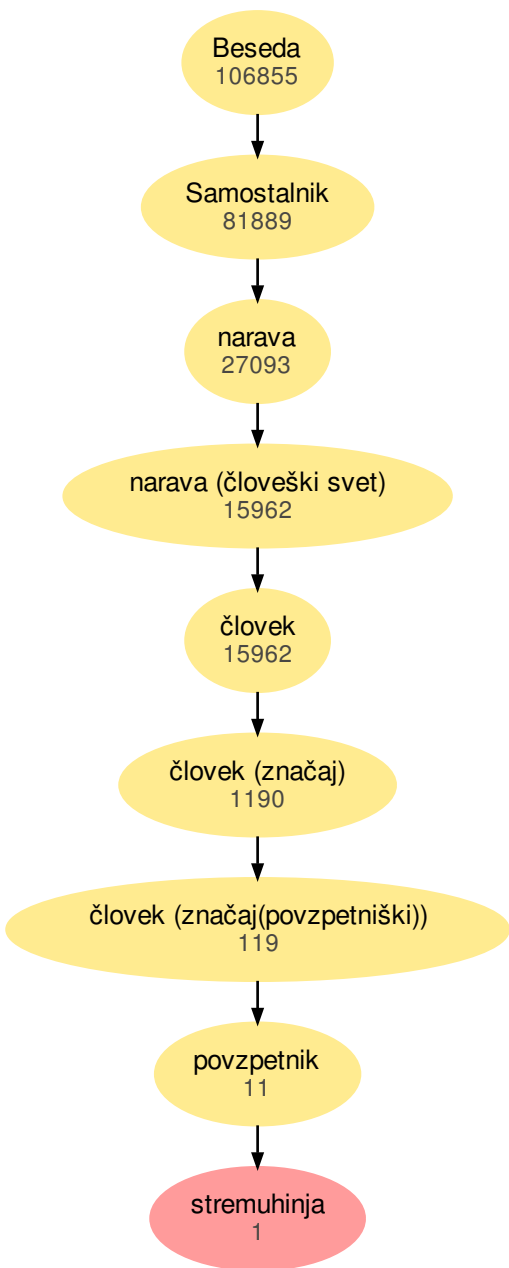 Beseda
106855
Samostalnik
81889
narava
27093
narava (človeški svet)
15962
človek
15962
človek (značaj)
1190
človek (značaj(povzpetniški))
119
povzpetnik
11
stremuhinja
1